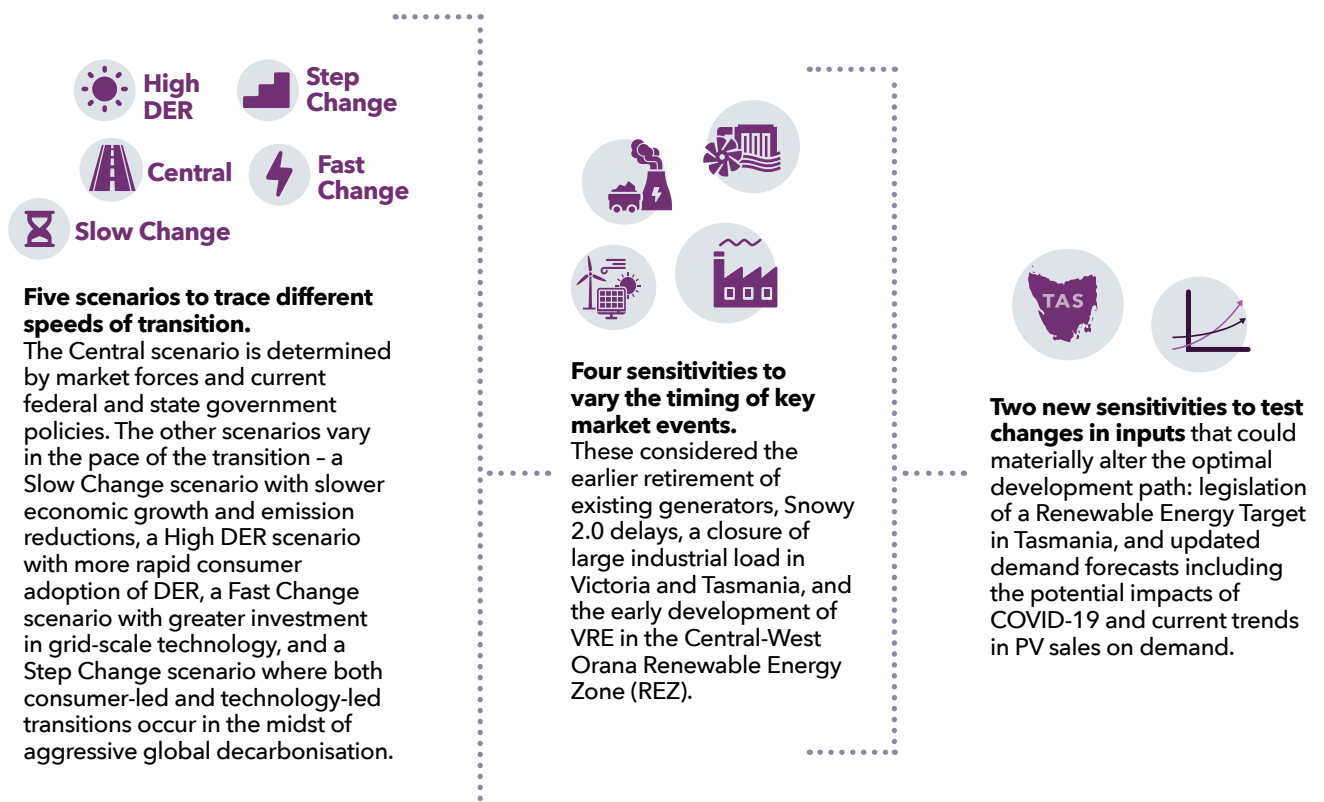 High
DER
Step
Change
Central
Fast
Change
Slow Change
Five scenarios to trace different
speeds of transition.
The Central scenario is determined
by market forces and current
federal and state government
policies. The other scenarios vary
in the pace of the transition – a
Slow Change scenario with slower
economic growth and emission
reductions, a High DER scenario
with more rapid consumer
adoption of DER, a Fast Change
scenario with greater investment
in grid-scale technology, and a
Step Change scenario where both
consumer-led and technology-led
transitions occur in the midst of
aggressive global decarbonisation.
Four sensitivities to
vary the timing of key
market events.
These considered the
earlier retirement of
existing generators, Snowy
2.0 delays, a closure of
large industrial load in
Victoria and Tasmania, and
the early development of
VRE in the Central-West
Orana Renewable Energy
Zone (REZ).
TAS
Two new sensitivities to test
changes in inputs that could
materially alter the optimal
development path: legislation
of a Renewable Energy Target
in Tasmania, and updated
demand forecasts including
the potential impacts of
COVID-19 and current trends
in PV sales on demand.